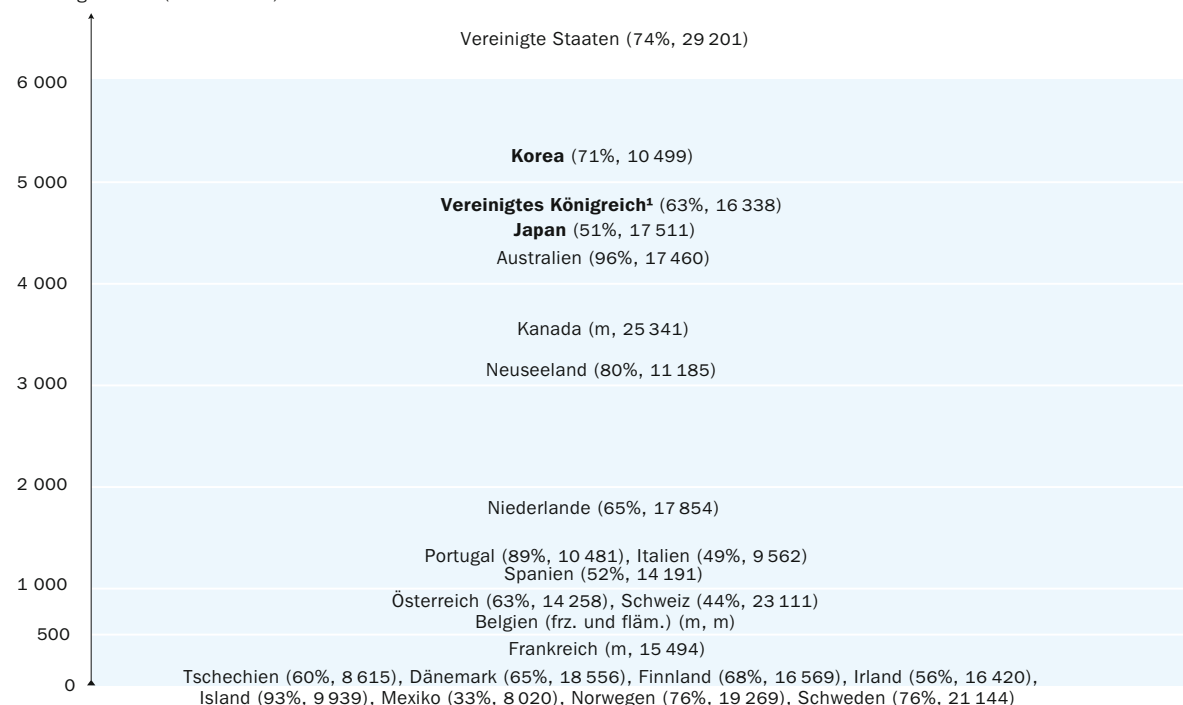 Vereinigte Staaten (74%, 29 201)
6 000
Korea (71%, 10 499)
5 000
Vereinigtes Königreich¹ (63%, 16 338)
Japan (51%, 17 511)
Australien (96%, 17 460)
4 000
Kanada (m, 25 341)
Neuseeland (80%, 11 185)
3 000
2 000
Niederlande (65%, 17 854)
Portugal (89%, 10 481), Italien (49%, 9 562)
Spanien (52%, 14 191)
1 000
Österreich (63%, 14 258), Schweiz (44%, 23 111)
Belgien (frz. und fläm.) (m, m)
500
Frankreich (m, 15 494)
Tschechien (60%, 8 615), Dänemark (65%, 18 556), Finnland (68%, 16 569), Irland (56%, 16 420),
0
Island (93%, 9 939), Mexiko (33%, 8 020), Norwegen (76%, 19 269), Schweden (76%, 21 144)